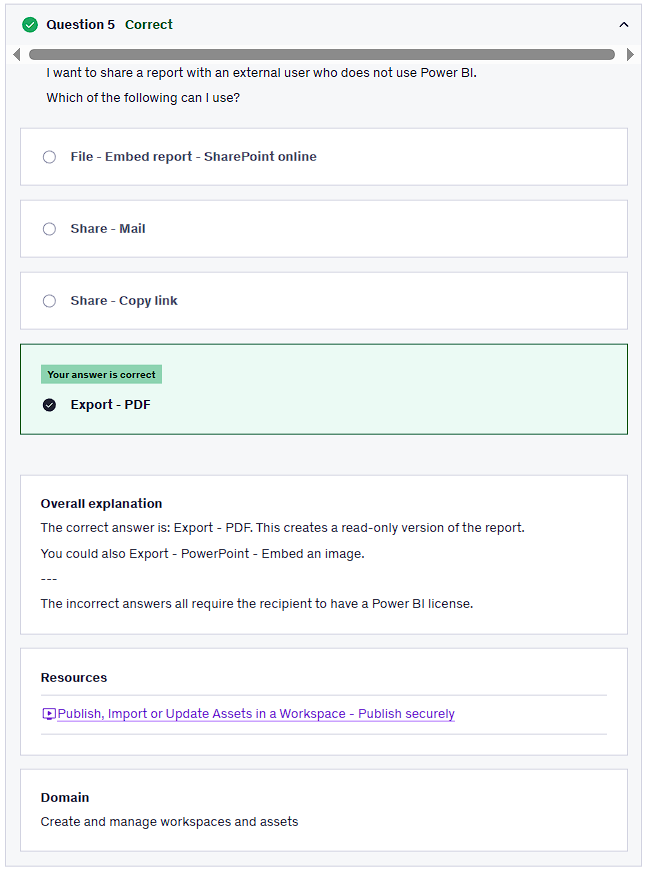 Question 5 Correct
I want to share a report with an external user who does not use Power BI.
Which of the following can I use?
File - Embed report - SharePoint online
Share - Mail
Share - Copy link
Your answer is correct
Export - PDF
Overall explanation
The correct answer is: Export - PDF. This creates a read-only version of the report.
You could also Export - PowerPoint - Embed an image.
---
The incorrect answers all require the recipient to have a Power BI license.
Resources
Publish, Import or Update Assets in a Workspace - Publish securely
Domain
Create and manage workspaces and assets